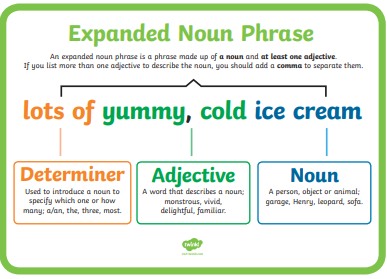 Expanded Noun Phrase
An expanded noun phrase is a phrase made up of a noun and at least one adjective.
If you list more than one adjective to describe the noun, you should add a comma to separate them.
lots of yummy, cold ice cream
Determiner
Used to introduce a noun to
specify which one or how
many; a/an, the, three, most.
Adjective
A word that describes a noun;
monstrous, vivid,
delightful, familiar.
Noun
A person, object or animal;
garage, Henry, leopard, sofa.
twinkl